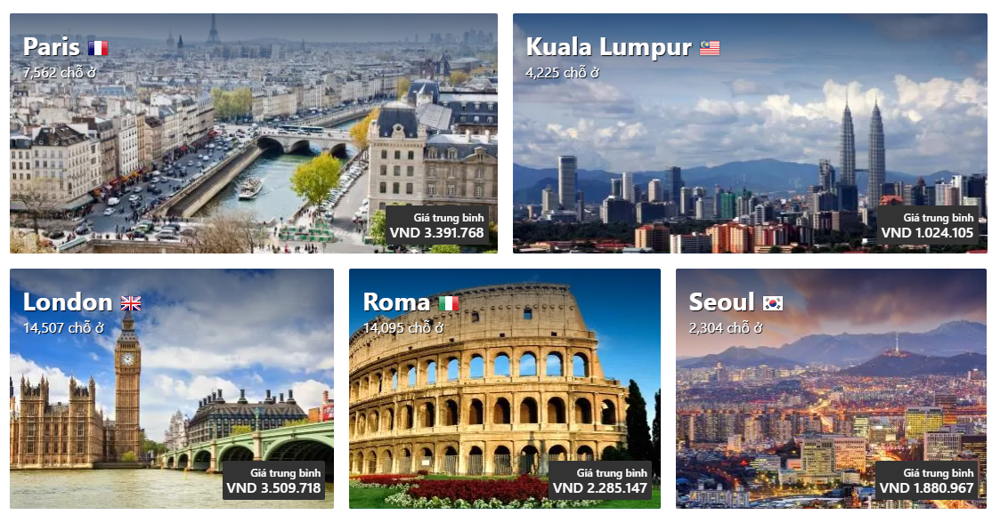 Paris
7,562 chỗ ở
Giá trung bình
VND 3.391.768
Kuala Lumpur
4,225 chỗ ở
Giá trung bình
VND 1.024.105
London
14,507 chỗ ở
Giá trung bình
VND 3.509.718
Roma
14,095 chỗ ở
Giá trung bình
VND 2.285.147
Seoul
2,304 chỗ ở
Giá trung bình
VND 1.880.967